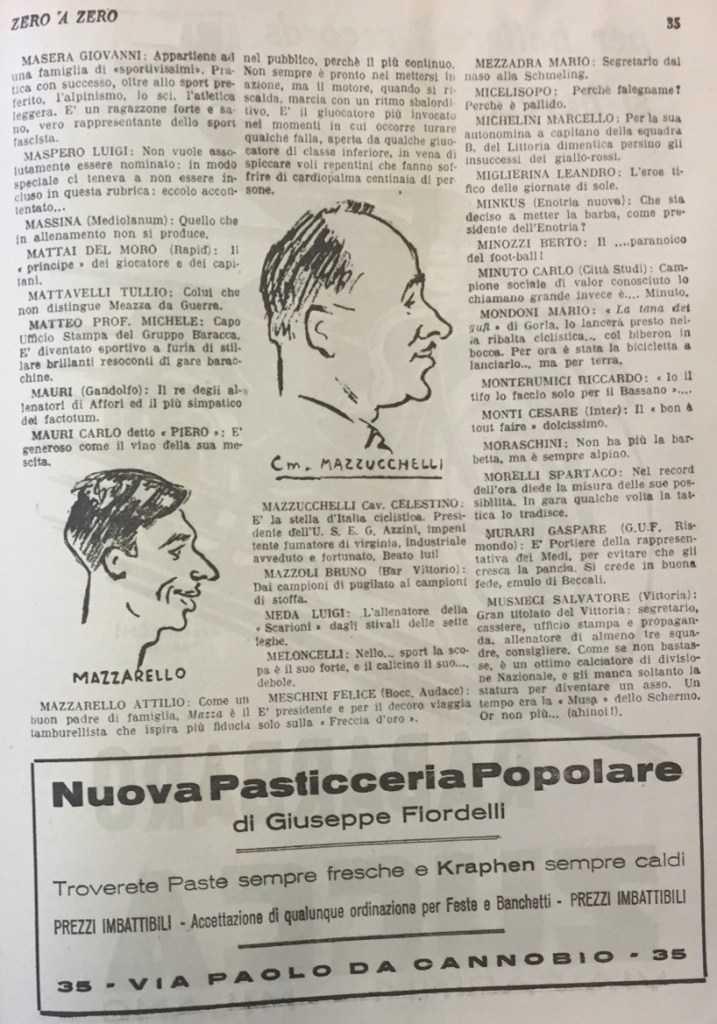 ZERO 'A ZERO
35
MASERA GIOVANNI: Appartiene ad
una famiglia di «sportivissimi». Pra-
tica con successo, oltre allo sport pre-
ferito, l'alpinismo, lo sci, l'atletica
leggera. E' un ragazzone forte e sa-
no, vero rappresentante dello sport
fascista.
MASPERO LUIGI: Non vuole asso-
lutamente essere nominato: in modo
speciale ci teneva a non essere in-
cluso in questa rubrica: eccolo accon-
tentato...
MASSINA (Mediolanum): Quello che
in allenamento non si produce.
MATTAI DEL MORO (Rapid): Il
« principe » dei giocatore e dei capi-
tani.
MATTAVELLI TULLIO: Colui che
non distingue Meazza da Guerra.
MATTEO PROF. MICHELE: Capo
Ufficio Stampa del Gruppo Baracca.
E' diventato sportivo a furia di stil-
lare brillanti resoconti di gare barac-
chine.
MAURI (Gandolfo): Il re degli al-
lenatori di Affori ed il più simpatico
dei factotum.
MAURI CARLO detto « PIERO »: E'
generoso come il vino della sua me-
scita.
MAZZARELLO
MAZZARELLO ATTILIO: Come un
buon padre di famiglia, Mazza è il
tamburellista che ispira più fiducia
nel pubblico, perchè il più continuo.
Non sempre è pronto nel mettersi in
azione, ma il motore, quando si ri-
scalda, marcia con un ritmo sbalordi-
tivo. E' il giuocatore più invocato
nei momenti in cui occorre turare
qualche falla, aperta da qualche giuo-
catore di classe inferiore, in vena di
spiccare voli repentini che fanno sof-
frire di cardiopalma centinaia di per-
sone.
Cm. MAZZUCCHELLI
MAZZUCCHELLI Cav. CELESTINO:
E' la stella d'Italia ciclistica. Presi-
dente dell'U. S. E. G. Azzini, impeni
tente fumatore di virginia, industriale
avveduto e fortunato. Beato lui!
MAZZOLI BRUNO (Bar Vittorio):
Dai campioni di pugilato ai campioni
di stoffa.
MEDA LUIGI: L'allenatore della
« Scarioni » dagli stivali delle sette
leghe.
MELONCELLI: Nello... sport la sco-
pa è il suo forte, e il calicino il suo....
debole.
MESCHINI FELICE (Bocc. Audace):
E' presidente e per il decoro viaggia
solo sulla « Freccia d'oro ».
MEZZADRA MARIO: Segretario dal
naso alla Schmeling.
MICELISOPO: Perchè falegname?
Perchè è pallido.
MICHELINI MARCELLO: Per la sua
autonomina a capitano della squadra
B. del Littoria dimentica persino gli
insuccessi dei giallo-rossi.
MIGLIERINA LEANDRO: L'eroe ti-
fico delle giornate di sole.
MINKUS (Enotria nuova): Che sia
deciso a metter la barba, come pre-
sidente dell'Enotria?
MINOZZI BERTO: Il ....paranoico
del foot-ball!
MINUTO CARLO (Città Studi): Cam-
pione sociale di valor conosciuto lo
chiamano grande invece è.... Minuto.
MONDONI MARIO: « La tana dei
gufi » di Gorla, lo lancerà presto nel-
la ribalta ciclistica... col biberon in
bocca. Per ora è stata la bicicletta a
lanciarlo... ma per terra.
MONTERUMICI RICCARDO: « Io il
tifo lo faccio solo per il Bassano »....
MONTI CESARE (Inter): Il « bon à
tout faire » dolcissimo.
MORASCHINI: Non ha più la bar-
betta, ma è sempre alpino.
MORELLI SPARTACO: Nel record
dell'ora diede la misura delle sue pos-
sibilità. In gara qualche volta la tat-
tica lo tradisce.
MURARI GASPARE (G.U.F. Ris-
mondo): E' Portiere della rappresen-
tativa dei Medi, per evitare che gli
cresca la pancia. Si crede in buona
fede, emulo di Beccali.
MUSMECI SALVATORE (Vittoria):
Gran titolato del Vittoria: segretario,
cassiere, ufficio stampa e propagan-
da, allenatore di almeno tre squa-
dre, consigliere. Come se non bastas-
se, è un ottimo calciatore di divisio-
ne Nazionale, e gli manca soltanto la
statura per diventare un asso. Un
tempo era la « Musa » dello Schermo.
Or non più... (ahinoi!).
Nuova Pasticceria Popolare
di Giuseppe Fiordelli
Troverete Paste sempre fresche e Kraphen sempre caldi
PREZZI IMBATTIBILI - Accettazione di qualunque ordinazione per Feste e Banchetti - PREZZI IMBATTIBILI
35 - VIA PAOLO DA CANNOBIO - 35